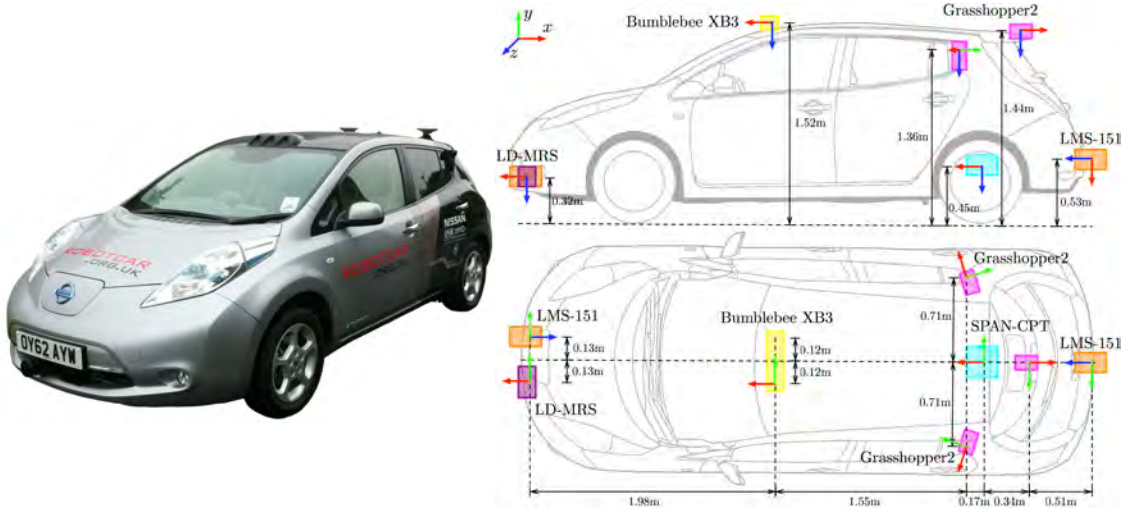 ROBOTCAR
.ORG.UK
ROBOTCAR
.ORG.UK
NISSAN
OY62 AYW
y
x
z
Bumblebee XB3
Grasshopper2
LD-MRS
LMS-151
1.52m
1.36m
1.44m
0.32m
0.45m
0.53m
Grasshopper2
LMS-151
Bumblebee XB3
SPAN-CPT
LMS-151
0.71m
0.13m
0.12m
0.13m
0.12m
0.71m
LD-MRS
Grasshopper2
1.98m
1.55m
0.17m
0.34m
0.51m